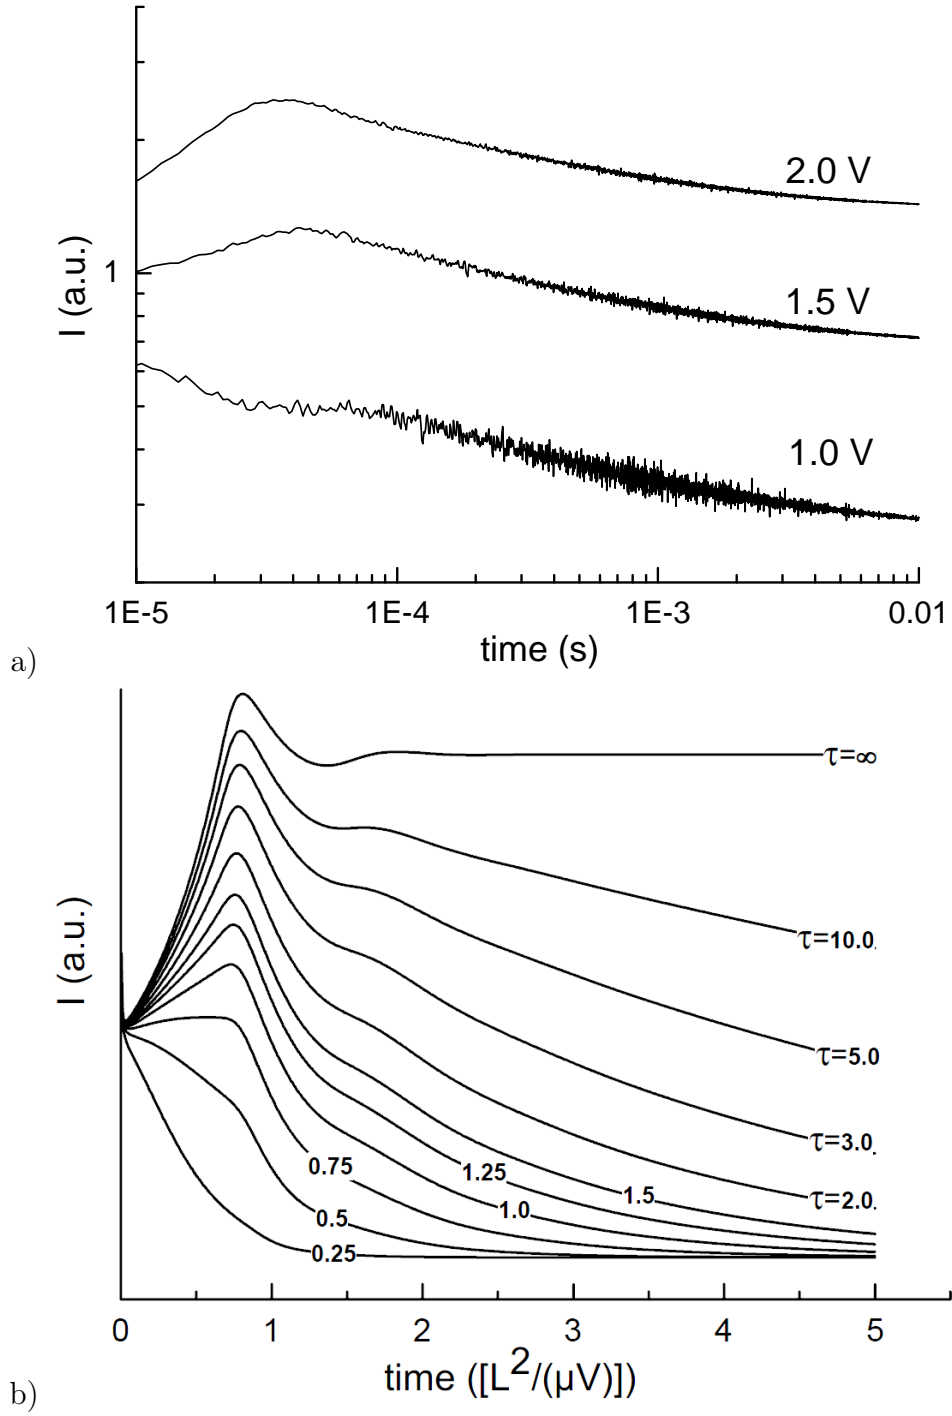 2.0 V
1.5 V
1.0 V
I (a.u.)
1
1E-5 1E-4 1E-3 0.01
time (s)
a)
τ=∞
τ=10.0
τ=5.0
τ=3.0
τ=2.0
1.5
1.25
1.0
0.75
0.5
0.25
I (a.u.)
0 1 2 3 4 5
time ([L²/(μV)])
b)